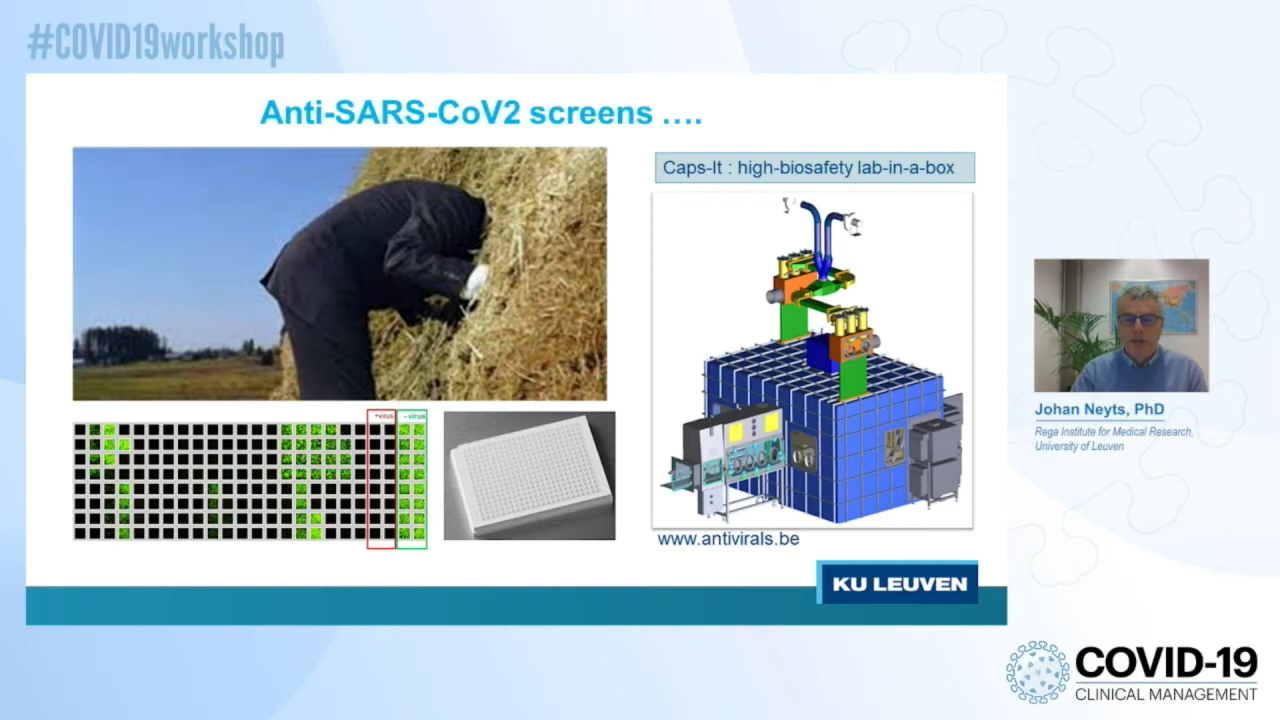 #COVID19workshop
Anti-SARS-CoV2 screens ....
Caps-It : high-biosafety lab-in-a-box
+virus
- virus
www.antivirals.be
KU LEUVEN
Johan Neyts, PhD
Rega Institute for Medical Research,
University of Leuven
COVID-19
CLINICAL MANAGEMENT